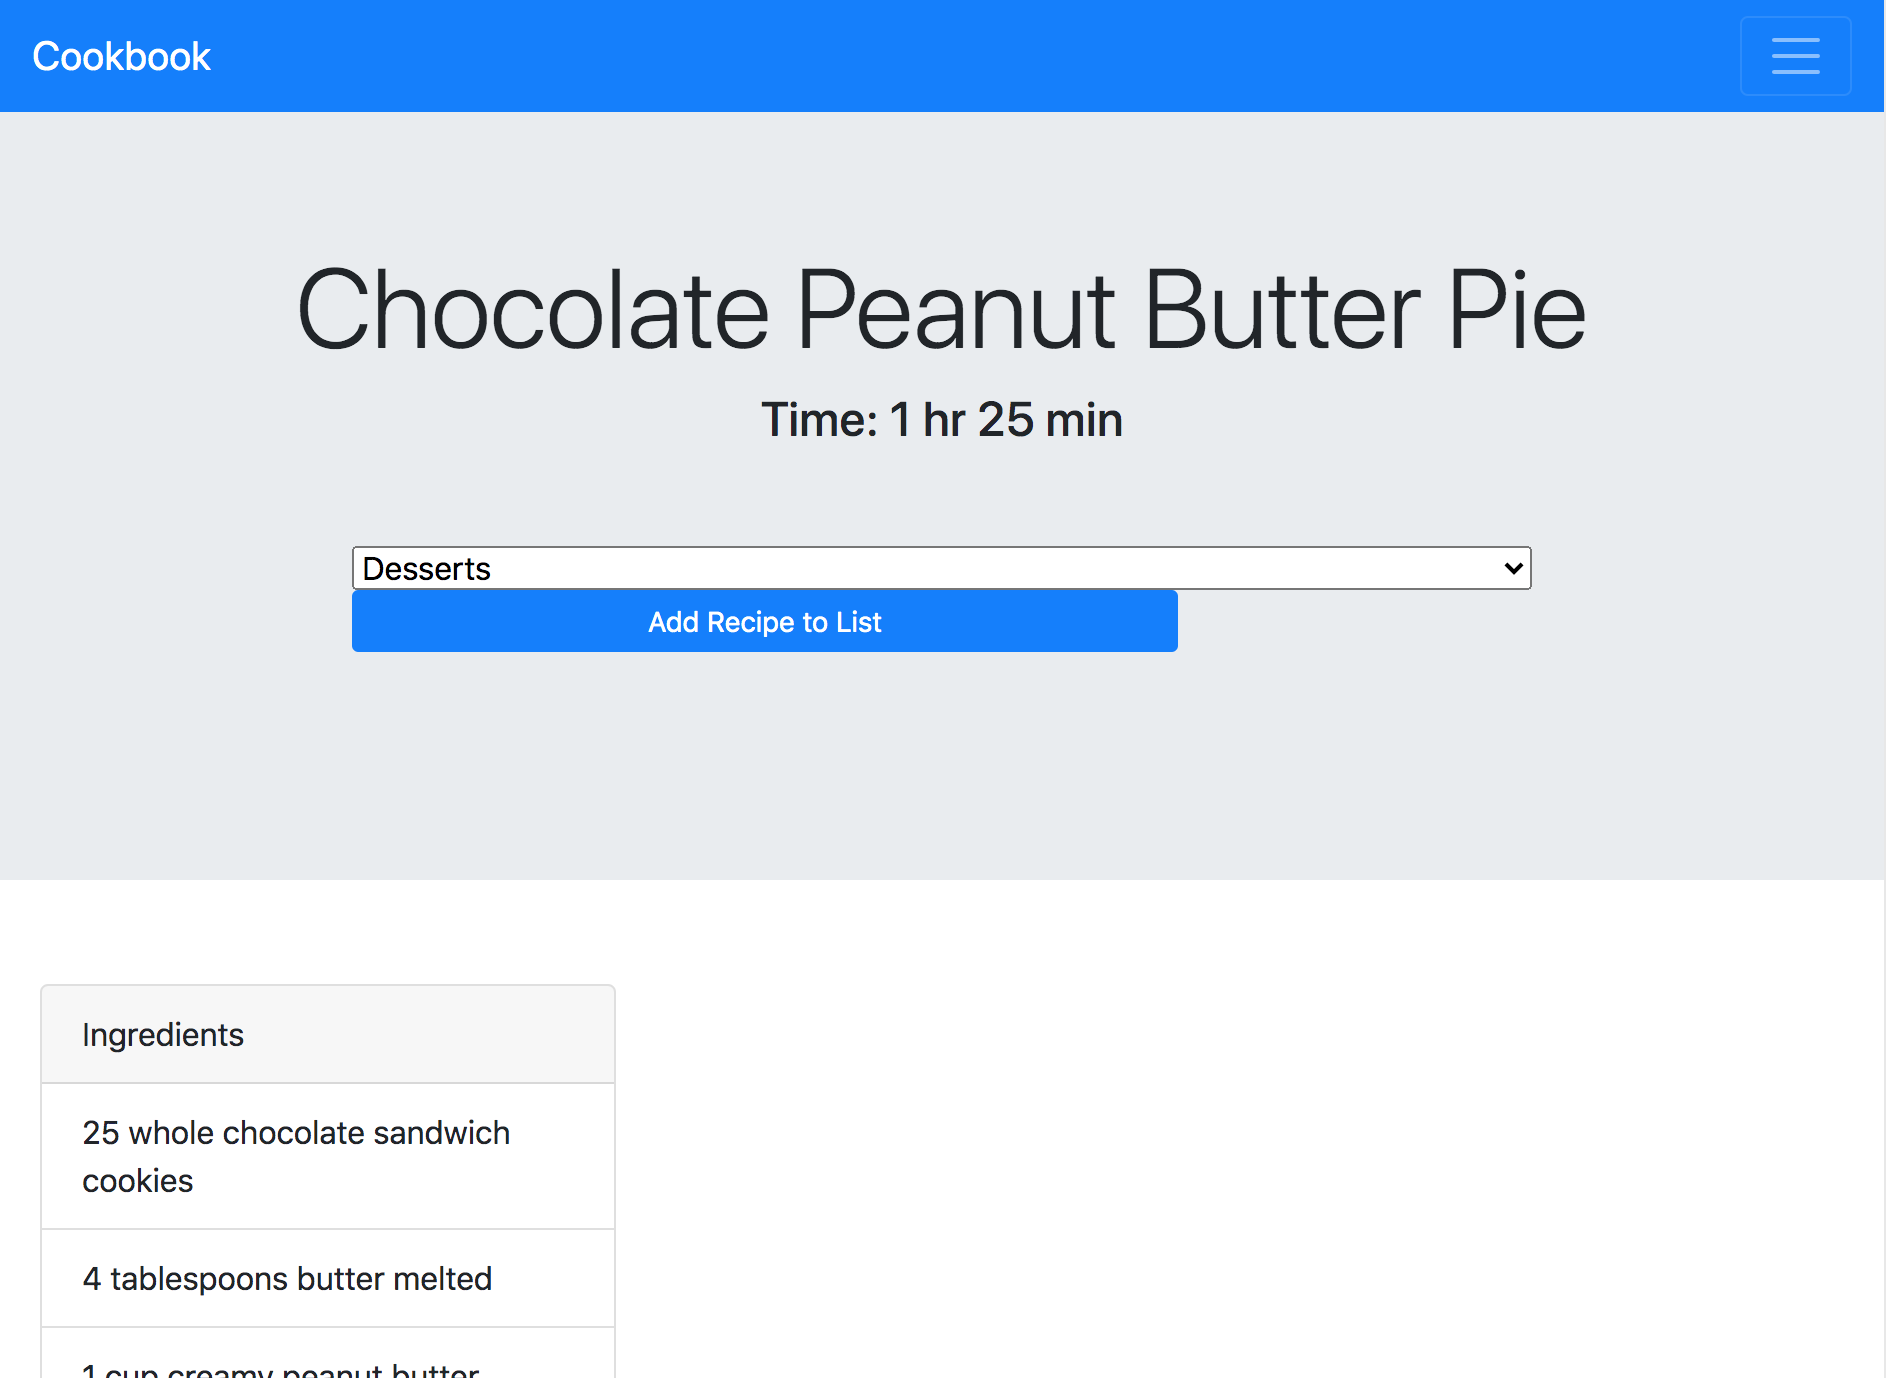 Cookbook
Chocolate Peanut Butter Pie
Time: 1 hr 25 min
Desserts
Add Recipe to List
Ingredients
25 whole chocolate sandwich
cookies
4 tablespoons butter melted
1 cup creamy peanut butter